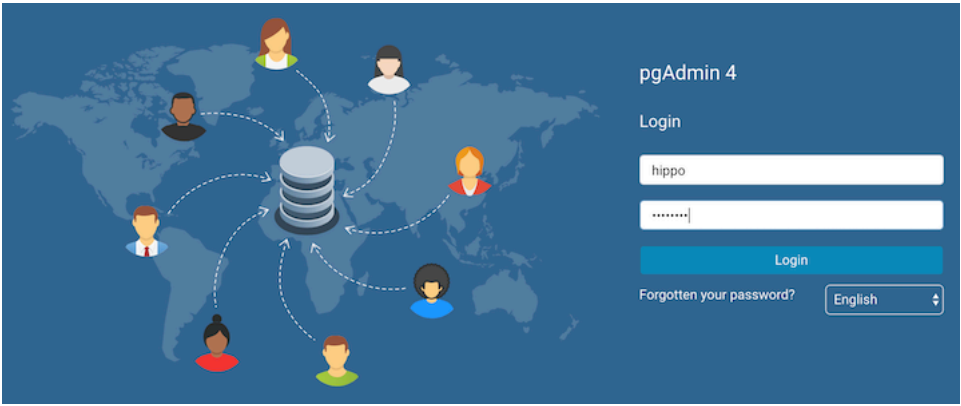 pgAdmin 4
Login
hippo
••••••••
Login
Forgotten your password?
English